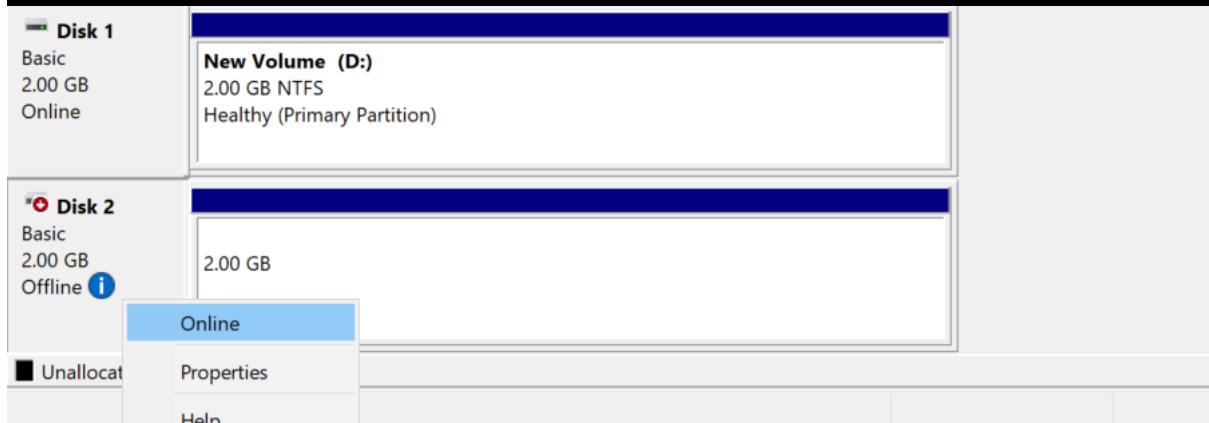 Disk 1
Basic
2.00 GB
Online
New Volume (D:)
2.00 GB NTFS
Healthy (Primary Partition)
Disk 2
Basic
2.00 GB
Offline
2.00 GB
Online
Unallocat
Properties
Help